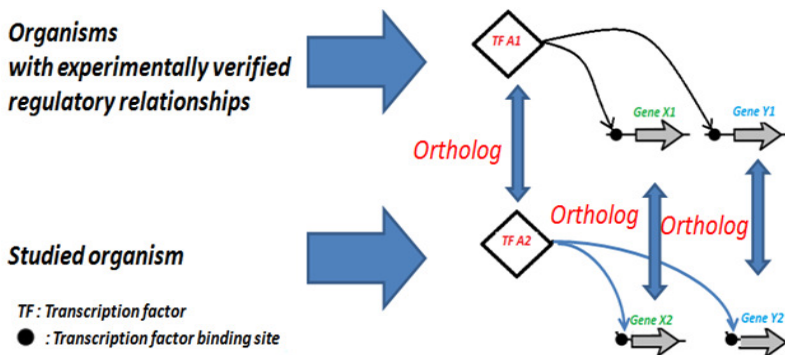 Organisms
with experimentally verified
regulatory relationships
TF A1
Gene X1
Gene Y1
Ortholog
Ortholog
Ortholog
Studied organism
TF A2
TF : Transcription factor
: Transcription factor binding site
Gene X2
Gene Y2